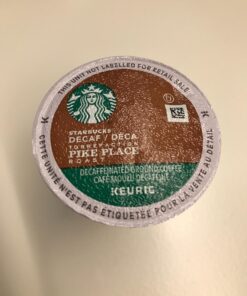 THIS UNIT NOT LABELLED FOR RETAIL SALE
STARBUCKS
DECAF / DÉCA
TORRÉFACTION
PIKE PLACE
ROAST
DECAFFEINATED GROUND COFFEE
CAFÉ MOULU DÉCAFÉINÉ
KEURIG
CETTE UNITÉ N'EST PAS ÉTIQUETÉE POUR LA VENTE AU DÉTAIL